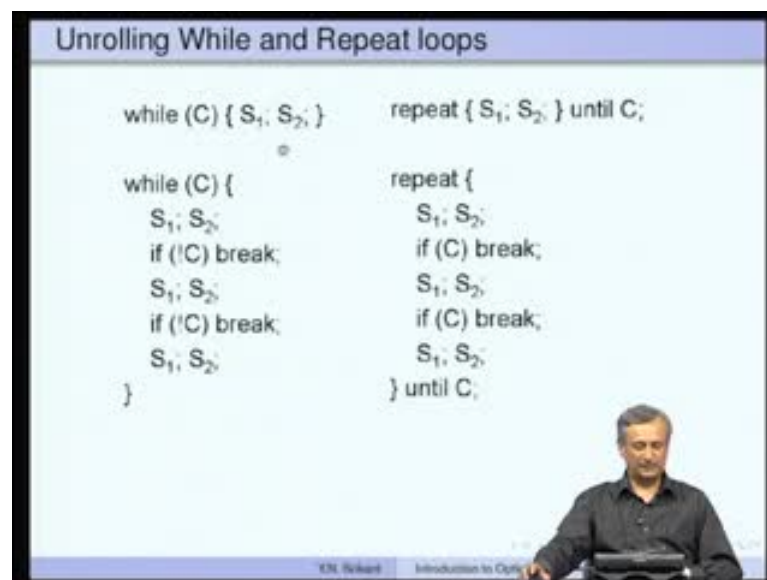 Unrolling While and Repeat loops
while (C) { S₁; S₂; }
while (C) {
S₁; S₂;
if (!C) break;
S₁; S₂;
if (!C) break;
S₁; S₂;
}
repeat { S₁; S₂; } until C;
repeat {
S₁; S₂;
if (C) break;
S₁; S₂;
if (C) break;
S₁; S₂;
} until C;
Y.N. Srikant Introduction to